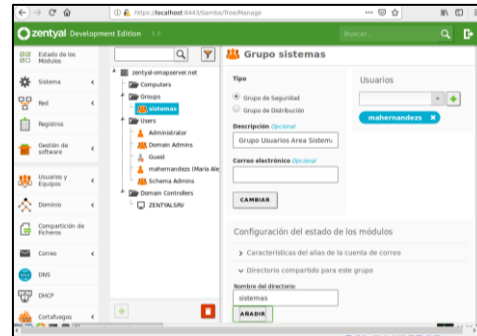 https://localhost:8443/Samba/Tree/Manage
zentyal Development Edition 6.0
Buscar...
Estado de los Módulos
Sistema
Red
Registros
Gestión de software
Usuarios y Equipos
Dominio
Compartición de Ficheros
Correo
DNS
DHCP
Cortafuegos
zentyal-omapserver.net
Computers
Groups
sistemas
Users
Administrator
Domain Admins
Guest
mahernandezs (Maria Ale
Schema Admins
Domain Controllers
ZENTYALSRV
Grupo sistemas
Tipo
Grupo de Seguridad
Grupo de Distribución
Descripción Opcional
Grupo Usuarios Area Sistema
Correo electrónico Opcional
CAMBIAR
Usuarios
mahernandezs x
Configuración del estado de los módulos
Características del alias de la cuenta de correo
Directorio compartido para este grupo
Nombre del directorio:
sistemas
AÑADIR